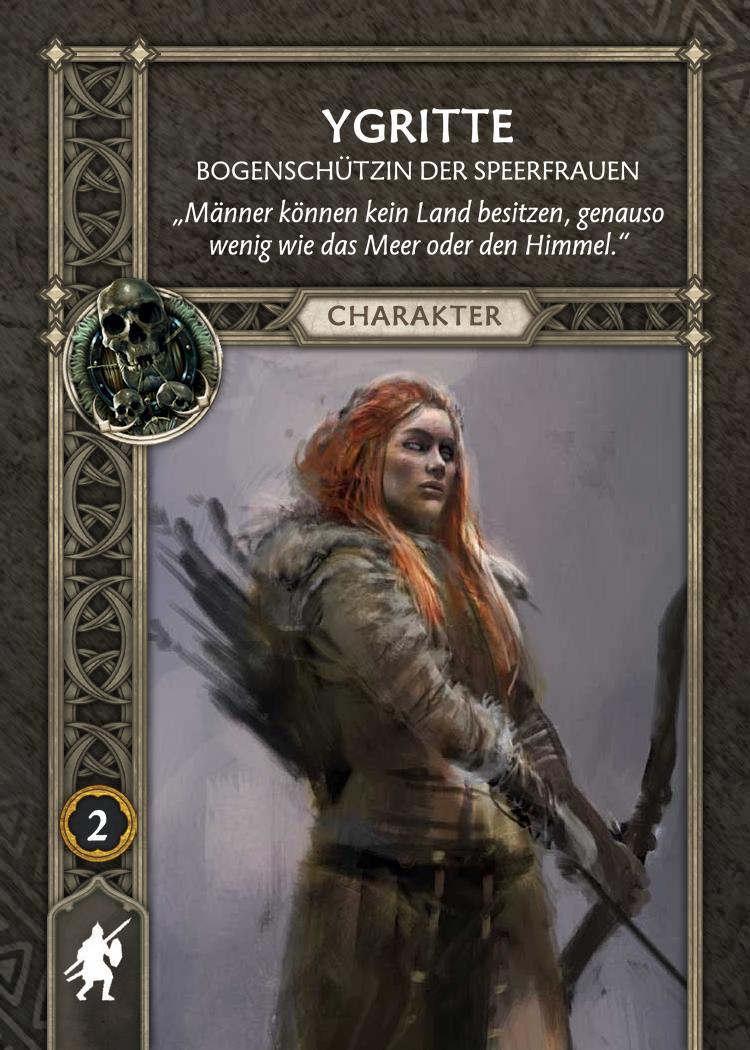 YGRITTE
BOGENSCHÜTZIN DER SPEERFRAUEN
„Männer können kein Land besitzen, genauso
wenig wie das Meer oder den Himmel.“
CHARAKTER
2